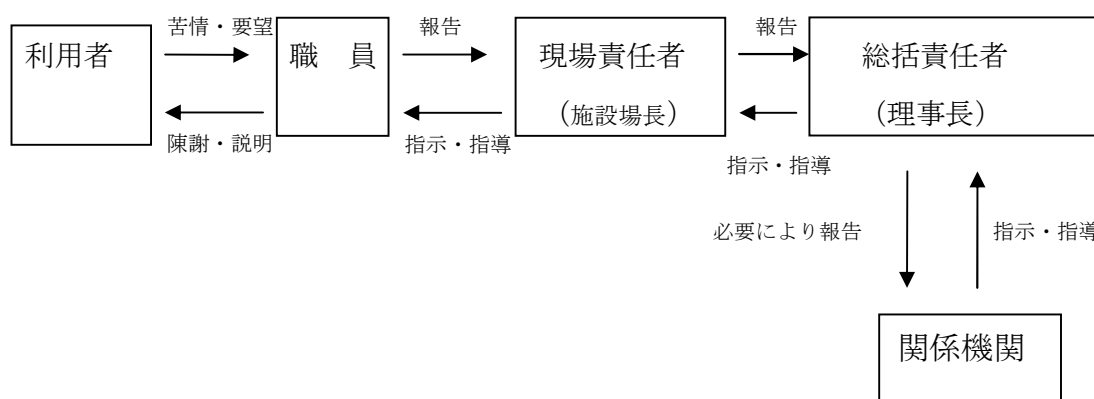 苦情・要望
報告
報告
利用者
職　員
現場責任者
（施設場長）
総括責任者
（理事長）
陳謝・説明
指示・指導
指示・指導
必要により報告
指示・指導
関係機関